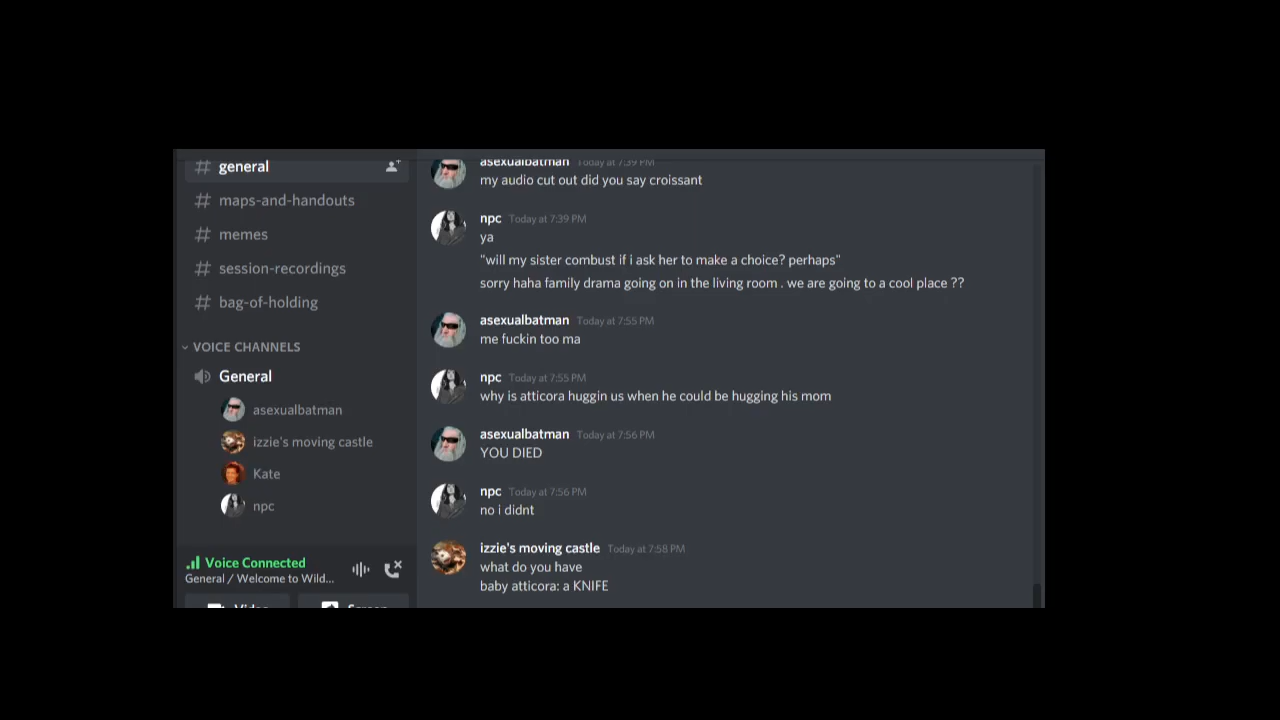 # general
# maps-and-handouts
# memes
# session-recordings
# bag-of-holding
VOICE CHANNELS
General
asexualbatman
izzie's moving castle
Kate
npc
Voice Connected
General / Welcome to Wild...
Video
Screen
asexualbatman Today at 7:39 PM
my audio cut out did you say croissant
npc Today at 7:39 PM
ya
"will my sister combust if i ask her to make a choice? perhaps"
sorry haha family drama going on in the living room . we are going to a cool place ??
asexualbatman Today at 7:55 PM
me fuckin too ma
npc Today at 7:55 PM
why is atticora huggin us when he could be hugging his mom
asexualbatman Today at 7:56 PM
YOU DIED
npc Today at 7:56 PM
no i didnt
izzie's moving castle Today at 7:58 PM
what do you have
baby atticora: a KNIFE